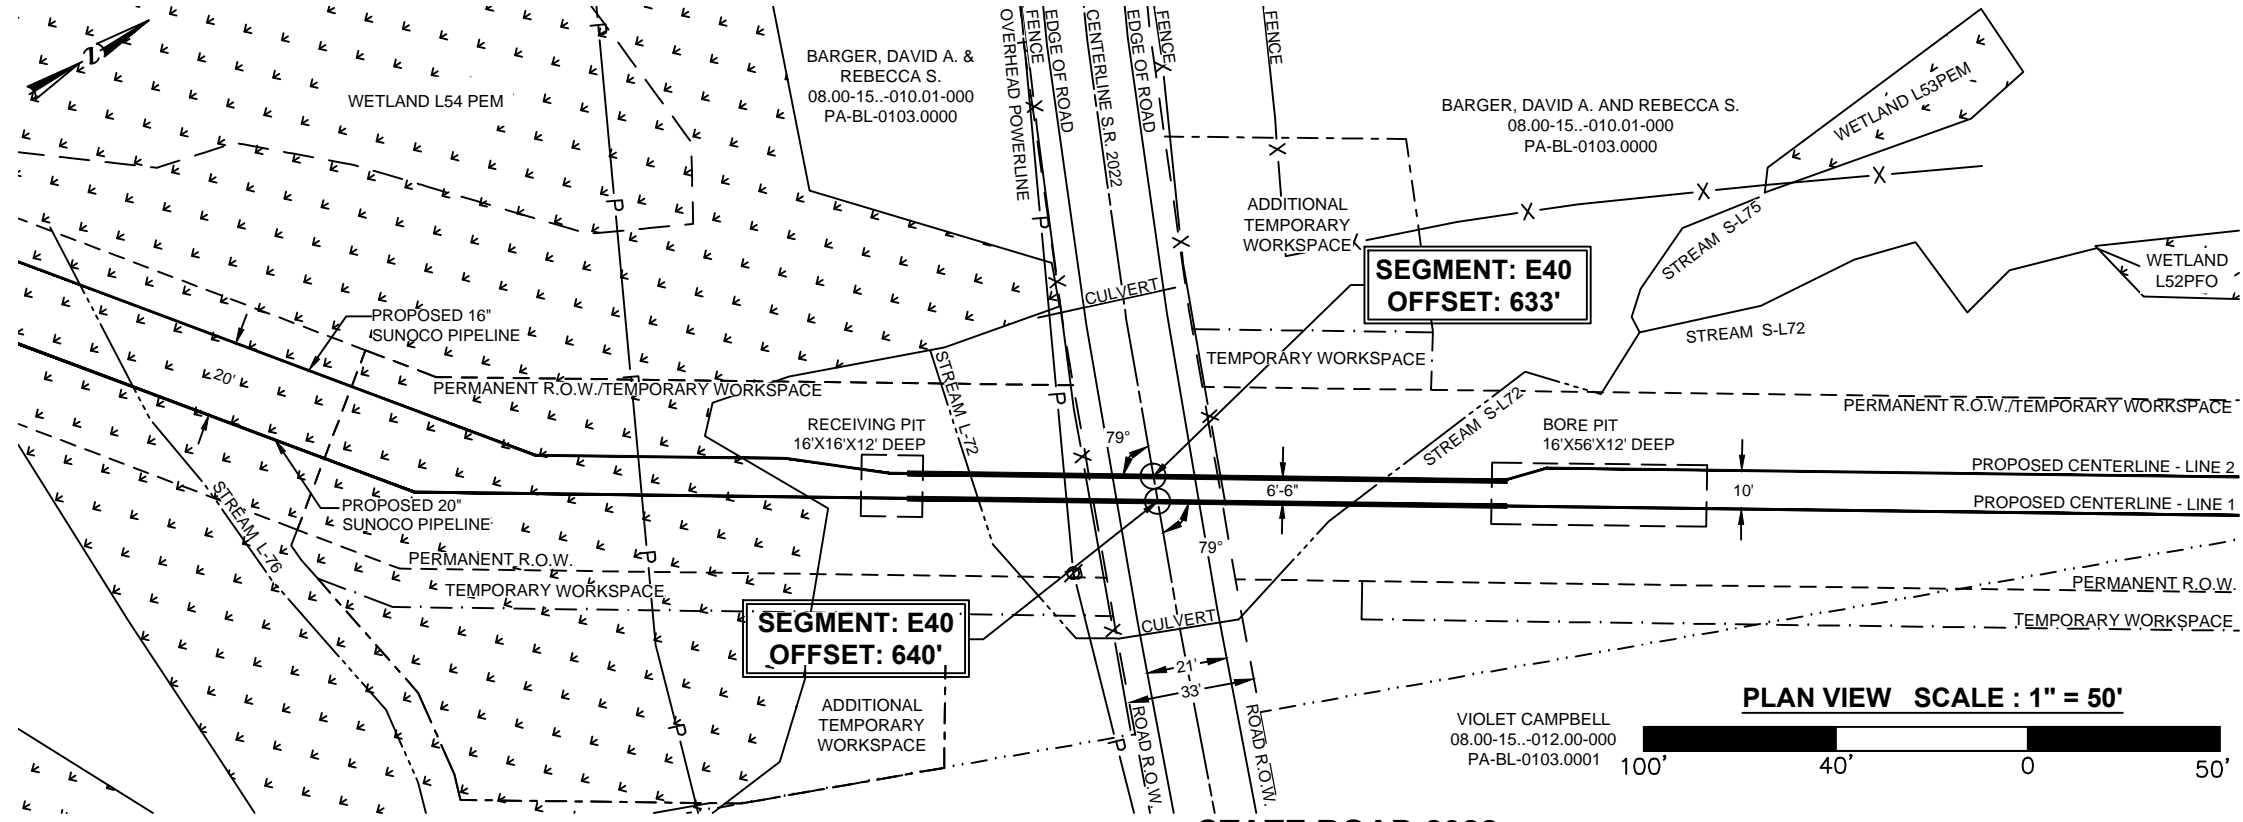 WETLAND L54 PEM
BARGER, DAVID A. &
REBECCA S.
08.00-15..-010.01-000
PA-BL-0103.0000
OVERHEAD POWERLINE
FENCE
EDGE OF ROAD
CENTERLINE S.R. 2022
EDGE OF ROAD
FENCE
FENCE
BARGER, DAVID A. AND REBECCA S.
08.00-15..-010.01-000
PA-BL-0103.0000
WETLAND L53PEM
ADDITIONAL
TEMPORARY
WORKSPACE
SEGMENT: E40
OFFSET: 633'
STREAM S-L75
WETLAND
L52PFO
STREAM S-L72
CULVERT
PROPOSED 16"
SUNOCO PIPELINE
20'
TEMPORARY WORKSPACE
PERMANENT R.O.W./TEMPORARY WORKSPACE
PERMANENT R.O.W./TEMPORARY WORKSPACE
STREAM L-72
RECEIVING PIT
16'X16'X12' DEEP
79°
STREAM S-L72
BORE PIT
16'X56'X12' DEEP
PROPOSED CENTERLINE - LINE 2
6'-6"
10'
PROPOSED CENTERLINE - LINE 1
PROPOSED 20"
SUNOCO PIPELINE
STREAM L-76
79°
PERMANENT R.O.W.
TEMPORARY WORKSPACE
PERMANENT R.O.W.
TEMPORARY WORKSPACE
SEGMENT: E40
OFFSET: 640'
CULVERT
21'
33'
ADDITIONAL
TEMPORARY
WORKSPACE
ROAD R.O.W.
ROAD R.O.W.
VIOLET CAMPBELL
08.00-15..-012.00-000
PA-BL-0103.0001
PLAN VIEW SCALE : 1" = 50'
100' 40' 0 50'